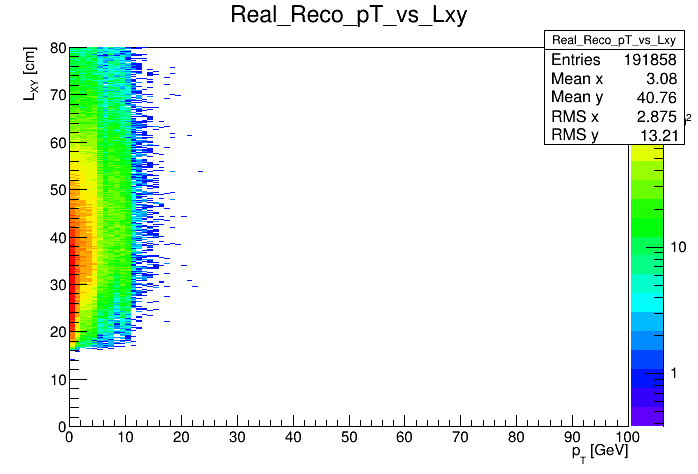 Real_Reco_pT_vs_Lxy
Real_Reco_pT_vs_Lxy
Entries 191858
Mean x 3.08
Mean y 40.76
RMS x 2.875
RMS y 13.21
L_XY [cm]
80
70
60
50
40
30
20
10
0
2
10
1
0 10 20 30 40 50 60 70 80 90 100
p_T [GeV]